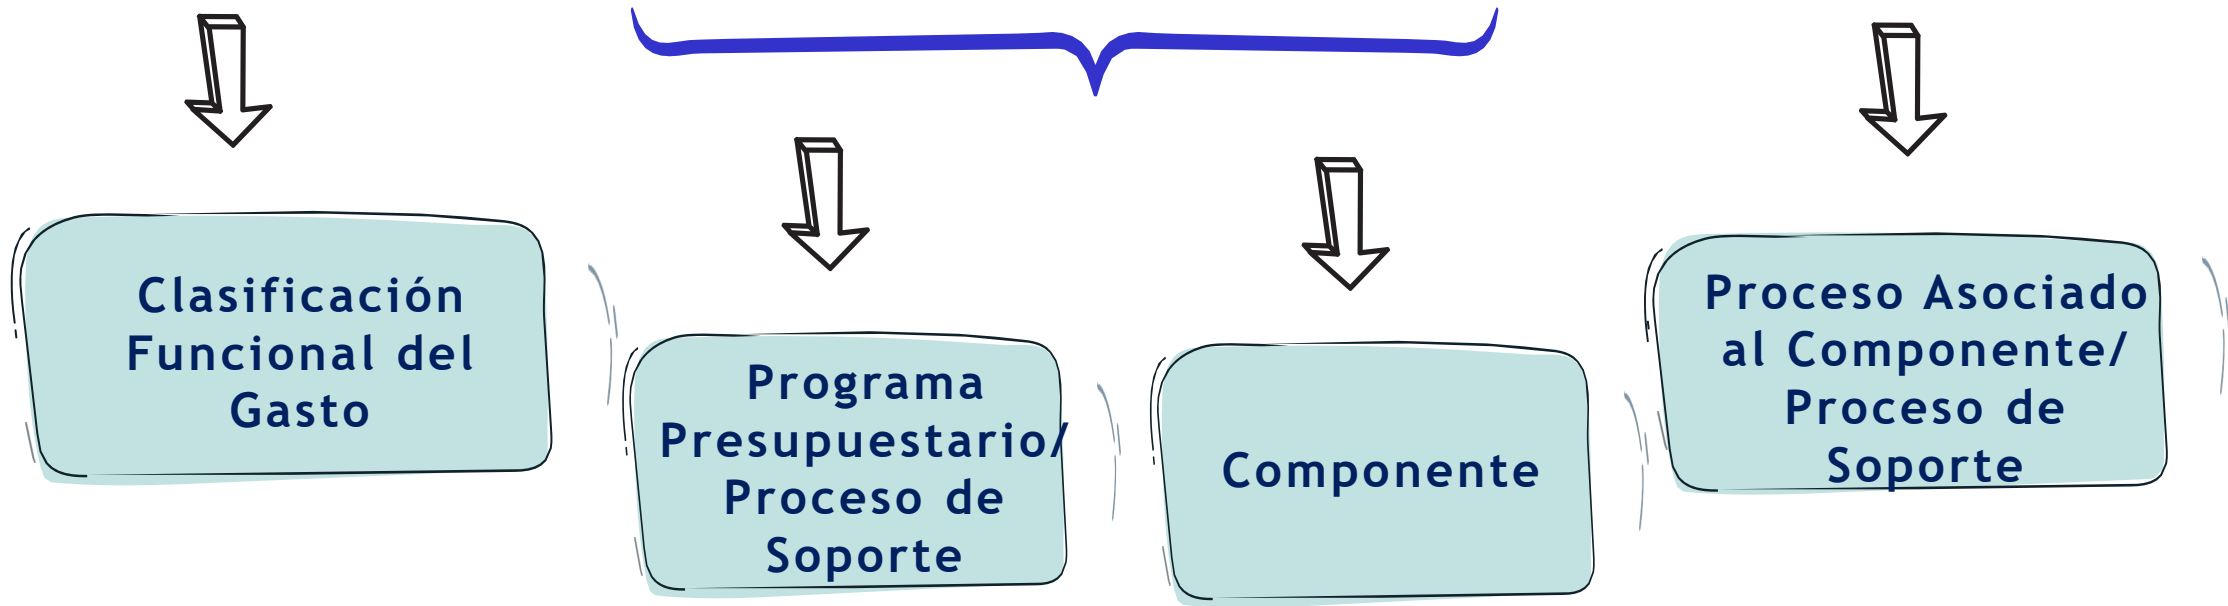 Clasificación
Funcional del
Gasto
Programa
Presupuestario/
Proceso de
Soporte
Componente
Proceso Asociado
al Componente/
Proceso de
Soporte